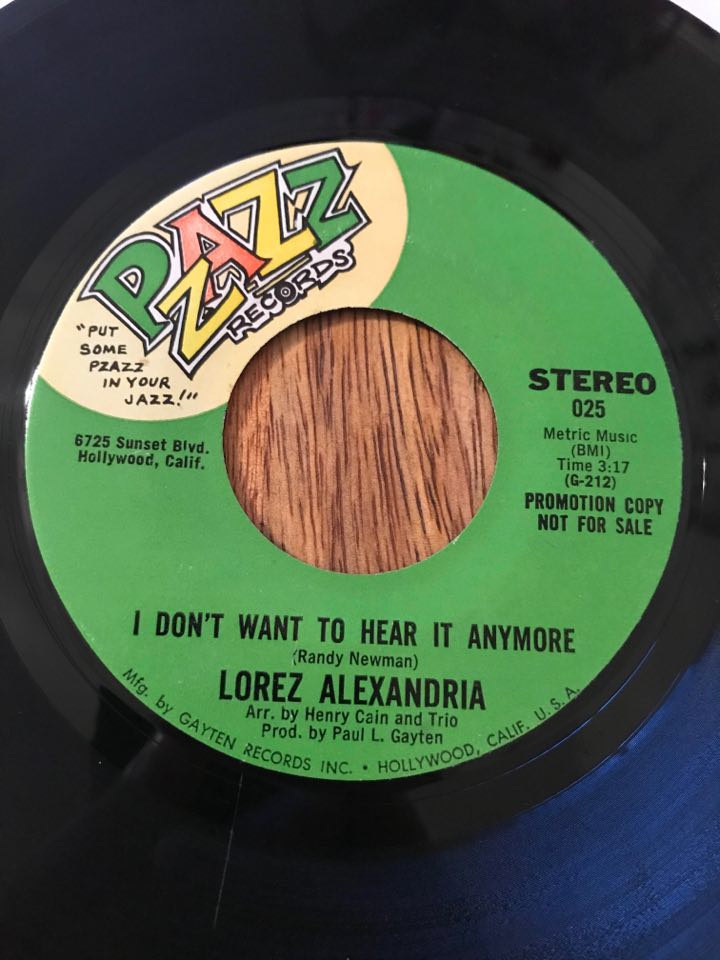 PZAZZ
RECORDS
"PUT
SOME
PZAZZ
IN YOUR
JAZZ!"
6725 Sunset Blvd.
Hollywood, Calif.
STEREO
025
Metric Music
(BMI)
Time 3:17
(G-212)
PROMOTION COPY
NOT FOR SALE
I DON'T WANT TO HEAR IT ANYMORE
(Randy Newman)
LOREZ ALEXANDRIA
Arr. by Henry Cain and Trio
Prod. by Paul L. Gayten
Mfg. by GAYTEN RECORDS INC. • HOLLYWOOD, CALIF. U.S.A.